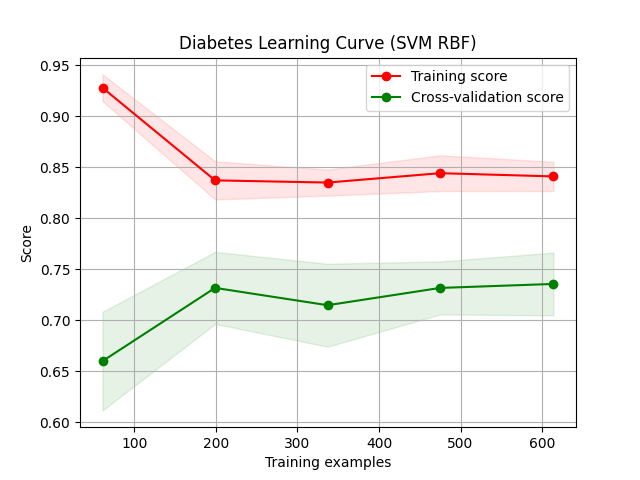 Diabetes Learning Curve (SVM RBF)
Training score
Cross-validation score
0.95
0.90
0.85
0.80
0.75
0.70
0.65
0.60
Score
100 200 300 400 500 600
Training examples